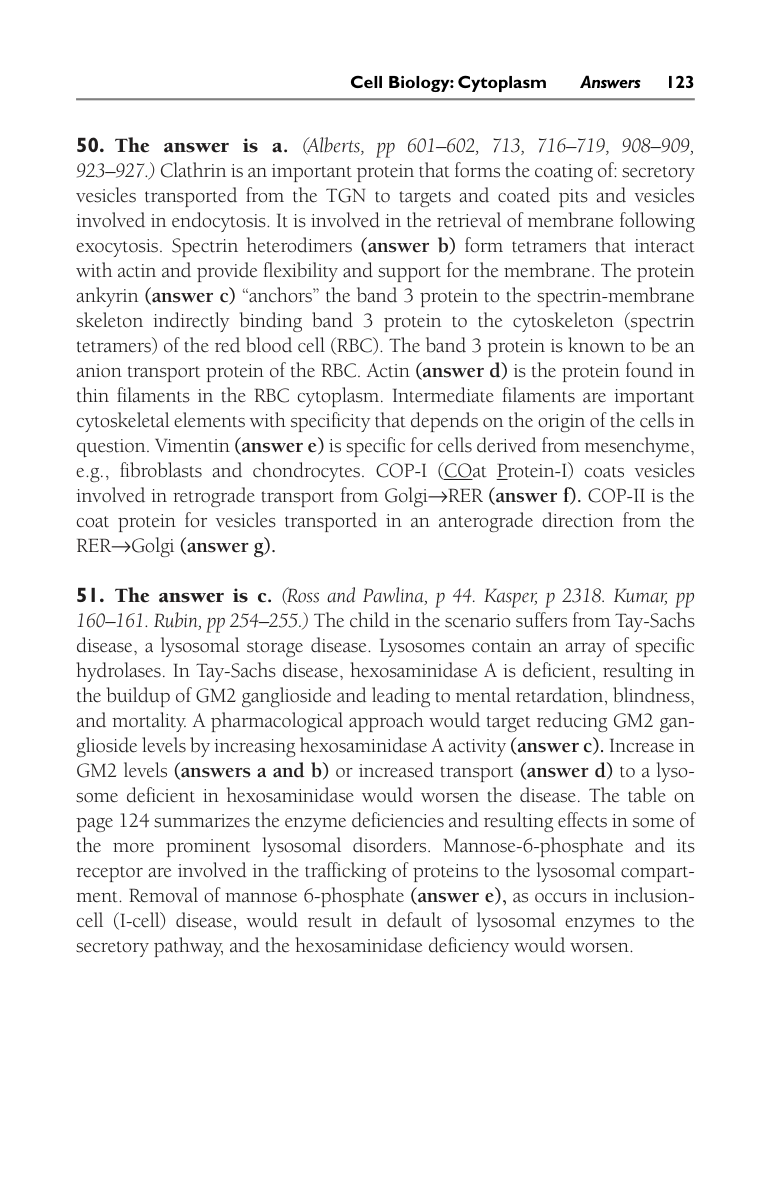 Cell Biology: Cytoplasm Answers 123
50. The answer is a. (Alberts, pp 601–602, 713, 716–719, 908–909,
923–927.) Clathrin is an important protein that forms the coating of: secretory
vesicles transported from the TGN to targets and coated pits and vesicles
involved in endocytosis. It is involved in the retrieval of membrane following
exocytosis. Spectrin heterodimers (answer b) form tetramers that interact
with actin and provide flexibility and support for the membrane. The protein
ankyrin (answer c) “anchors” the band 3 protein to the spectrin-membrane
skeleton indirectly binding band 3 protein to the cytoskeleton (spectrin
tetramers) of the red blood cell (RBC). The band 3 protein is known to be an
anion transport protein of the RBC. Actin (answer d) is the protein found in
thin filaments in the RBC cytoplasm. Intermediate filaments are important
cytoskeletal elements with specificity that depends on the origin of the cells in
question. Vimentin (answer e) is specific for cells derived from mesenchyme,
e.g., fibroblasts and chondrocytes. COP-I (COat Protein-I) coats vesicles
involved in retrograde transport from Golgi→RER (answer f). COP-II is the
coat protein for vesicles transported in an anterograde direction from the
RER→Golgi (answer g).
51. The answer is c. (Ross and Pawlina, p 44. Kasper, p 2318. Kumar, pp
160–161. Rubin, pp 254–255.) The child in the scenario suffers from Tay-Sachs
disease, a lysosomal storage disease. Lysosomes contain an array of specific
hydrolases. In Tay-Sachs disease, hexosaminidase A is deficient, resulting in
the buildup of GM2 ganglioside and leading to mental retardation, blindness,
and mortality. A pharmacological approach would target reducing GM2 gan-
glioside levels by increasing hexosaminidase A activity (answer c). Increase in
GM2 levels (answers a and b) or increased transport (answer d) to a lyso-
some deficient in hexosaminidase would worsen the disease. The table on
page 124 summarizes the enzyme deficiencies and resulting effects in some of
the more prominent lysosomal disorders. Mannose-6-phosphate and its
receptor are involved in the trafficking of proteins to the lysosomal compart-
ment. Removal of mannose 6-phosphate (answer e), as occurs in inclusion-
cell (I-cell) disease, would result in default of lysosomal enzymes to the
secretory pathway, and the hexosaminidase deficiency would worsen.